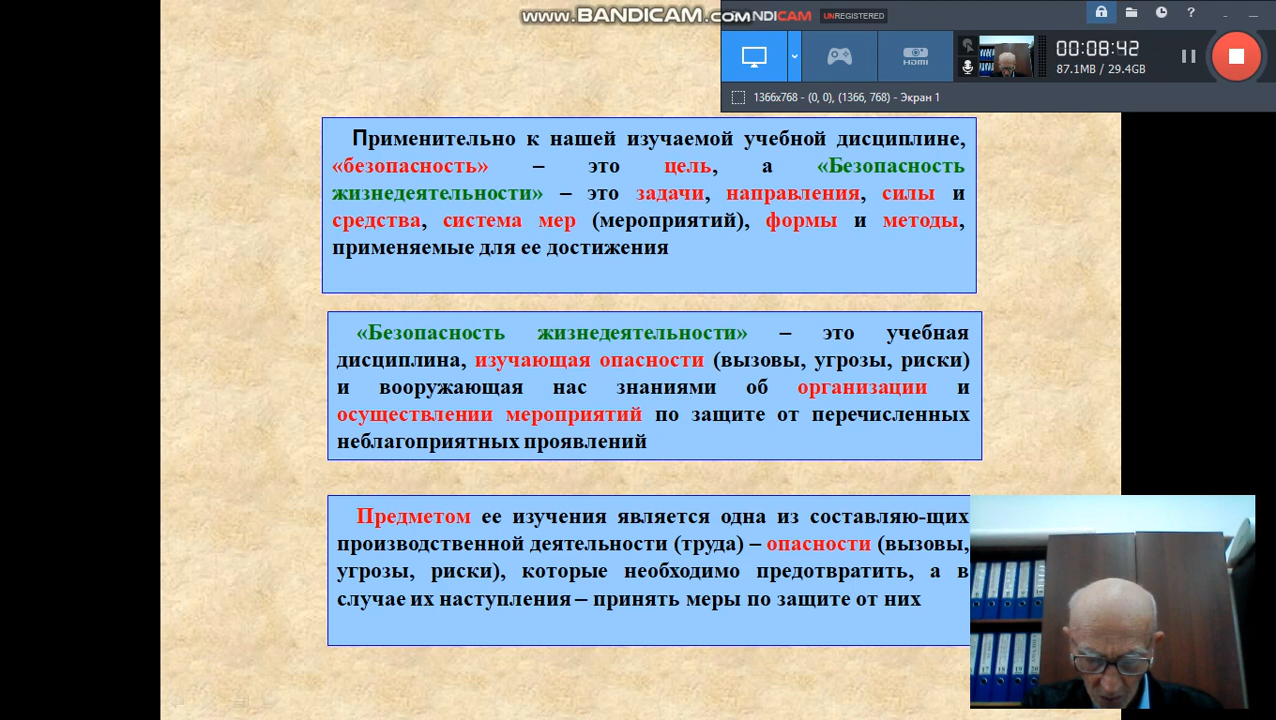 www.BANDICAM.com
NDICAM UNREGISTERED
HDMI
00:08:42
87.1MB / 29.4GB
1366x768 - (0, 0), (1366, 768) - Экран 1
Применительно к нашей изучаемой учебной дисциплине,
«безопасность» – это цель, а «Безопасность
жизнедеятельности» – это задачи, направления, силы и
средства, система мер (мероприятий), формы и методы,
применяемые для ее достижения
«Безопасность жизнедеятельности» – это учебная
дисциплина, изучающая опасности (вызовы, угрозы, риски)
и вооружающая нас знаниями об организации и
осуществлении мероприятий по защите от перечисленных
неблагоприятных проявлений
Предметом ее изучения является одна из составляю-щих
производственной деятельности (труда) – опасности (вызовы,
угрозы, риски), которые необходимо предотвратить, а в
случае их наступления – принять меры по защите от них